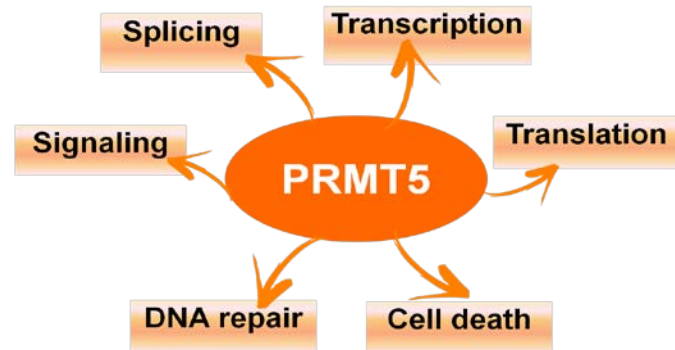 Splicing
Transcription
Signaling
PRMT5
Translation
DNA repair
Cell death